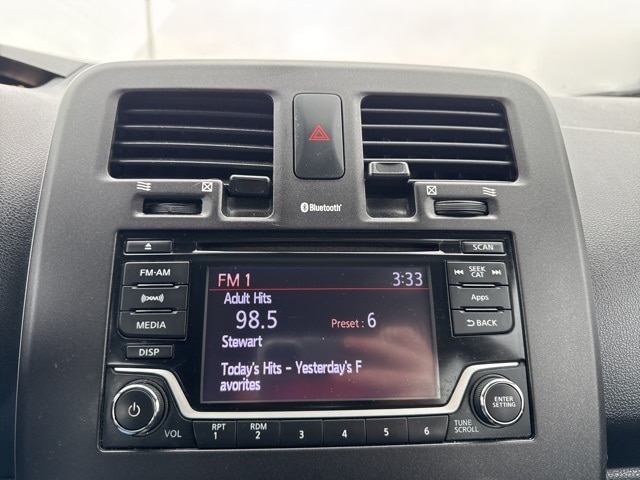 Bluetooth
SCAN
FM-AM
((XM))
MEDIA
DISP
FM 1 3:33
Adult Hits
98.5 Preset : 6
Stewart
Today's Hits - Yesterday's F
avorites
SEEK
CAT
Apps
BACK
VOL
RPT
1
RDM
2
3
4
5
6
TUNE
SCROLL
ENTER
SETTING